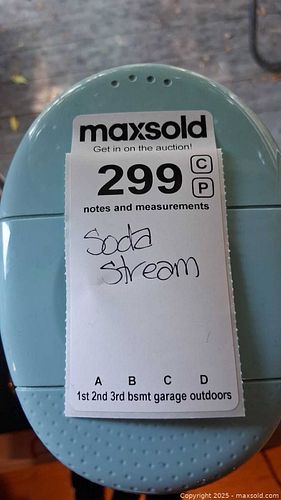 maxsold
Get in on the auction!
299 C
P
notes and measurements
Soda
Stream
A B C D
1st 2nd 3rd bsmt garage outdoors
Copyright 2025 - maxsold.com